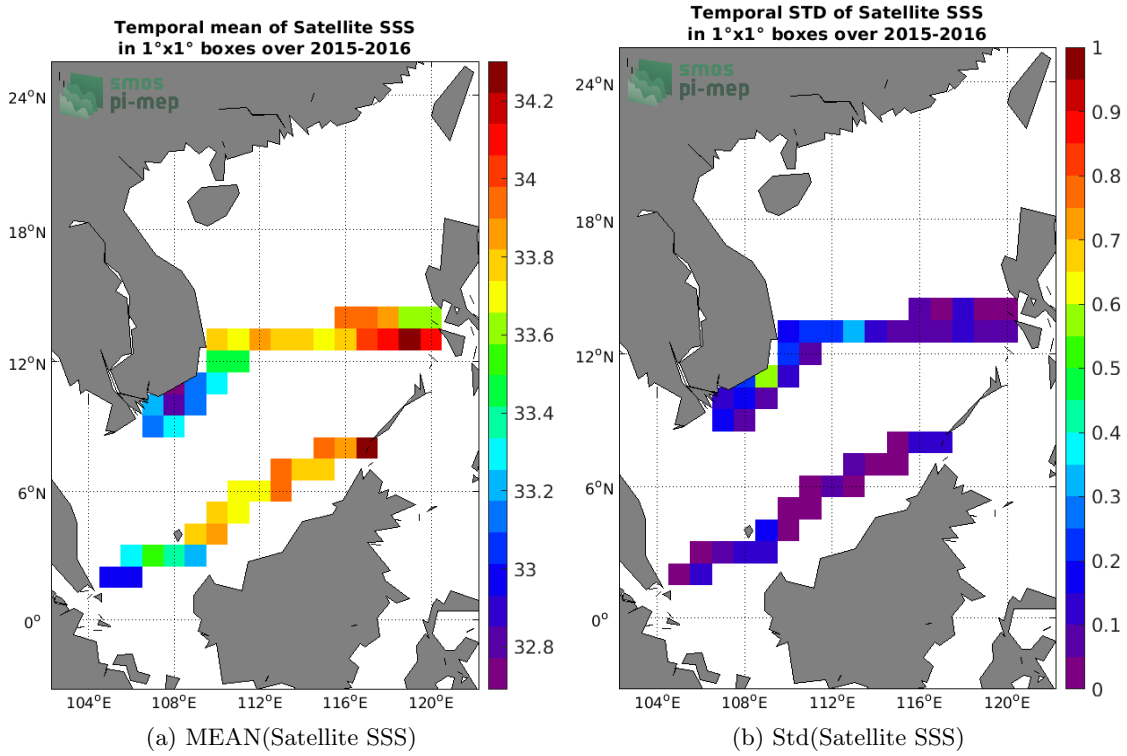 Temporal mean of Satellite SSS
in 1°x1° boxes over 2015-2016
smos
pi-mep
24°N
18°N
12°N
6°N
0°
104°E
108°E
112°E
116°E
120°E
34.2
34
33.8
33.6
33.4
33.2
33
32.8
(a) MEAN(Satellite SSS)
Temporal STD of Satellite SSS
in 1°x1° boxes over 2015-2016
smos
pi-mep
24°N
18°N
12°N
6°N
0°
104°E
108°E
112°E
116°E
120°E
1
0.9
0.8
0.7
0.6
0.5
0.4
0.3
0.2
0.1
0
(b) Std(Satellite SSS)